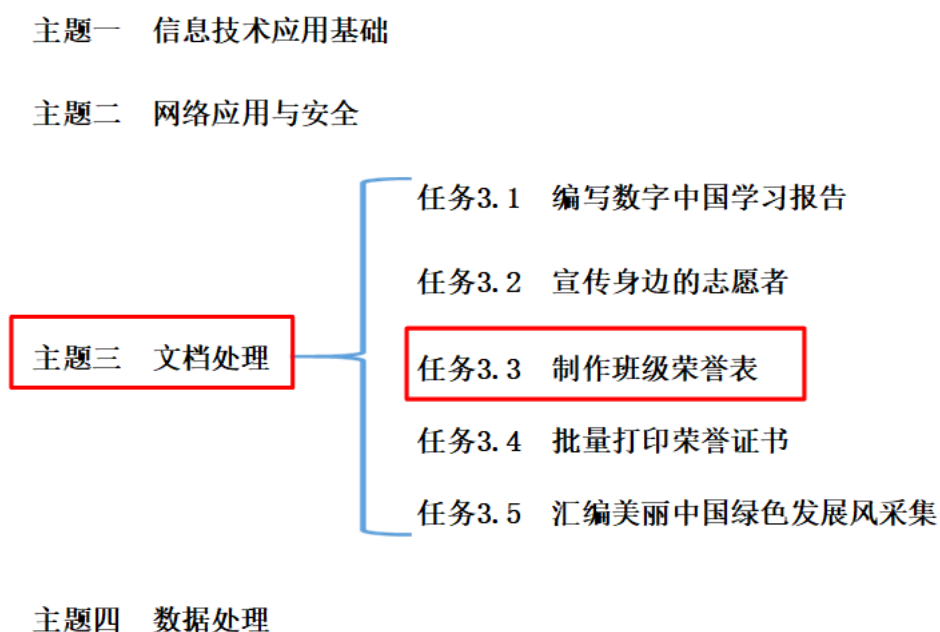 主题一 信息技术应用基础
主题二 网络应用与安全
任务3.1 编写数字中国学习报告
任务3.2 宣传身边的志愿者
主题三 文档处理
任务3.3 制作班级荣誉表
任务3.4 批量打印荣誉证书
任务3.5 汇编美丽中国绿色发展风采集
主题四 数据处理